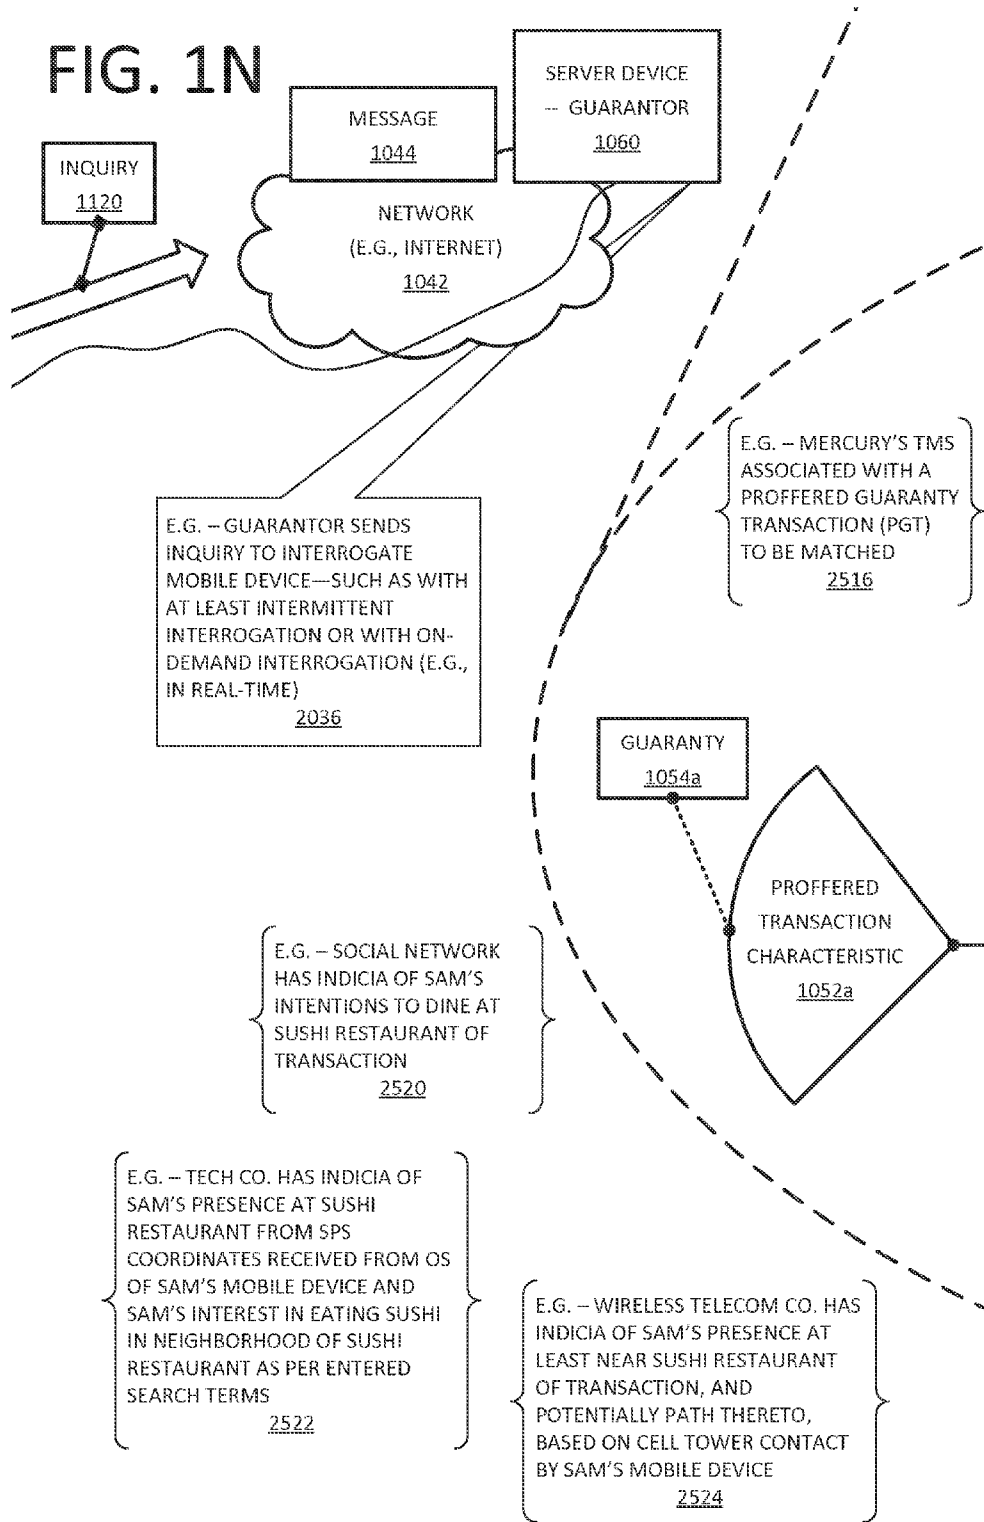 FIG. 1N
SERVER DEVICE
-- GUARANTOR
1060
MESSAGE
1044
INQUIRY
1120
NETWORK
(E.G., INTERNET)
1042
E.G. – MERCURY'S TMS
ASSOCIATED WITH A
PROFFERED GUARANTY
TRANSACTION (PGT)
TO BE MATCHED
2516
E.G. – GUARANTOR SENDS
INQUIRY TO INTERROGATE
MOBILE DEVICE—SUCH AS WITH
AT LEAST INTERMITTENT
INTERROGATION OR WITH ON-
DEMAND INTERROGATION (E.G.,
IN REAL-TIME)
2036
GUARANTY
1054a
PROFFERED
TRANSACTION
CHARACTERISTIC
1052a
E.G. – SOCIAL NETWORK
HAS INDICIA OF SAM'S
INTENTIONS TO DINE AT
SUSHI RESTAURANT OF
TRANSACTION
2520
E.G. – TECH CO. HAS INDICIA OF
SAM'S PRESENCE AT SUSHI
RESTAURANT FROM SPS
COORDINATES RECEIVED FROM OS
OF SAM'S MOBILE DEVICE AND
SAM'S INTEREST IN EATING SUSHI
IN NEIGHBORHOOD OF SUSHI
RESTAURANT AS PER ENTERED
SEARCH TERMS
2522
E.G. – WIRELESS TELECOM CO. HAS
INDICIA OF SAM'S PRESENCE AT
LEAST NEAR SUSHI RESTAURANT
OF TRANSACTION, AND
POTENTIALLY PATH THERETO,
BASED ON CELL TOWER CONTACT
BY SAM'S MOBILE DEVICE
2524